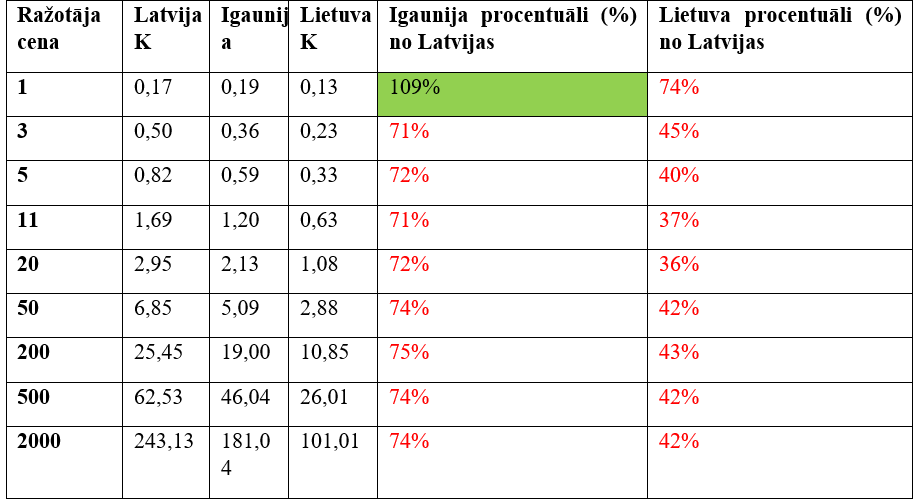 Ražotāja cena Latvija K Igaunij a Lietuva K Igaunija procentuāli (%) no Latvijas Lietuva procentuāli (%) no Latvijas
1 0,17 0,19 0,13 109% 74%
3 0,50 0,36 0,23 71% 45%
5 0,82 0,59 0,33 72% 40%
11 1,69 1,20 0,63 71% 37%
20 2,95 2,13 1,08 72% 36%
50 6,85 5,09 2,88 74% 42%
200 25,45 19,00 10,85 75% 43%
500 62,53 46,04 26,01 74% 42%
2000 243,13 181,0 4 101,01 74% 42%